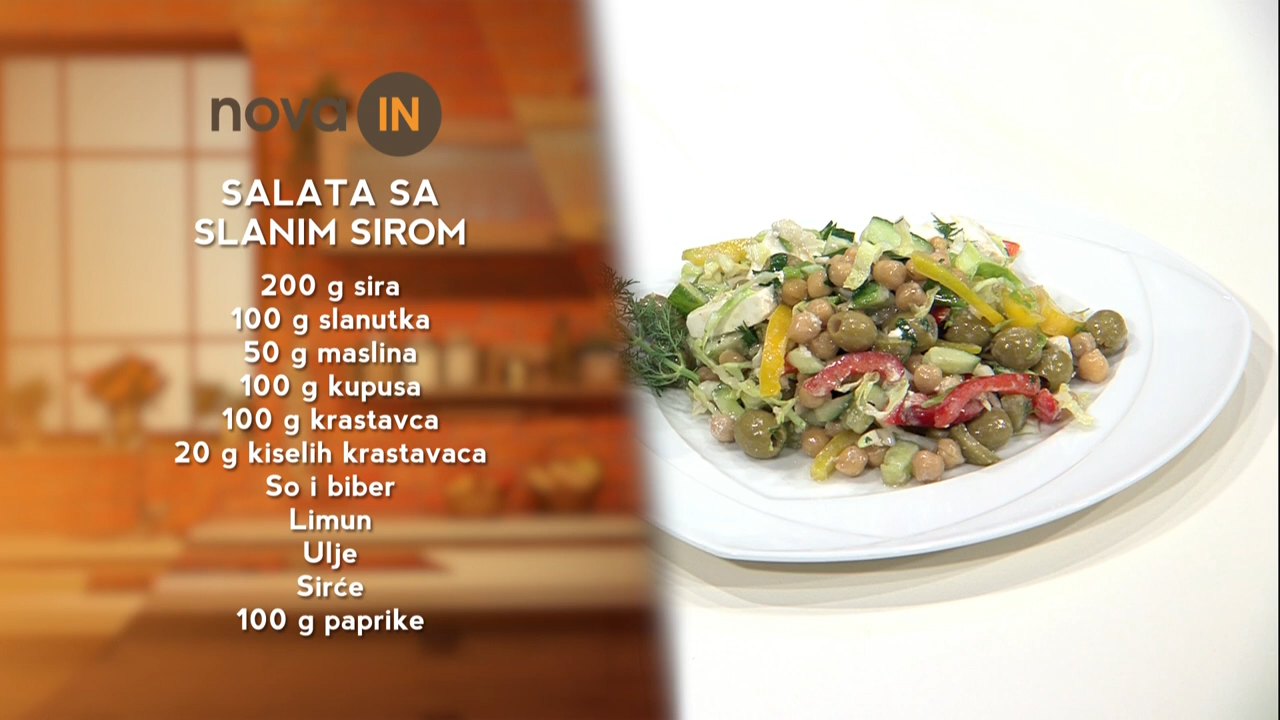 nova IN
SALATA SA
SLANIM SIROM
200 g sira
100 g slanutka
50 g maslina
100 g kupusa
100 g krastavca
20 g kiselih krastavaca
So i biber
Limun
Ulje
Sirće
100 g paprike